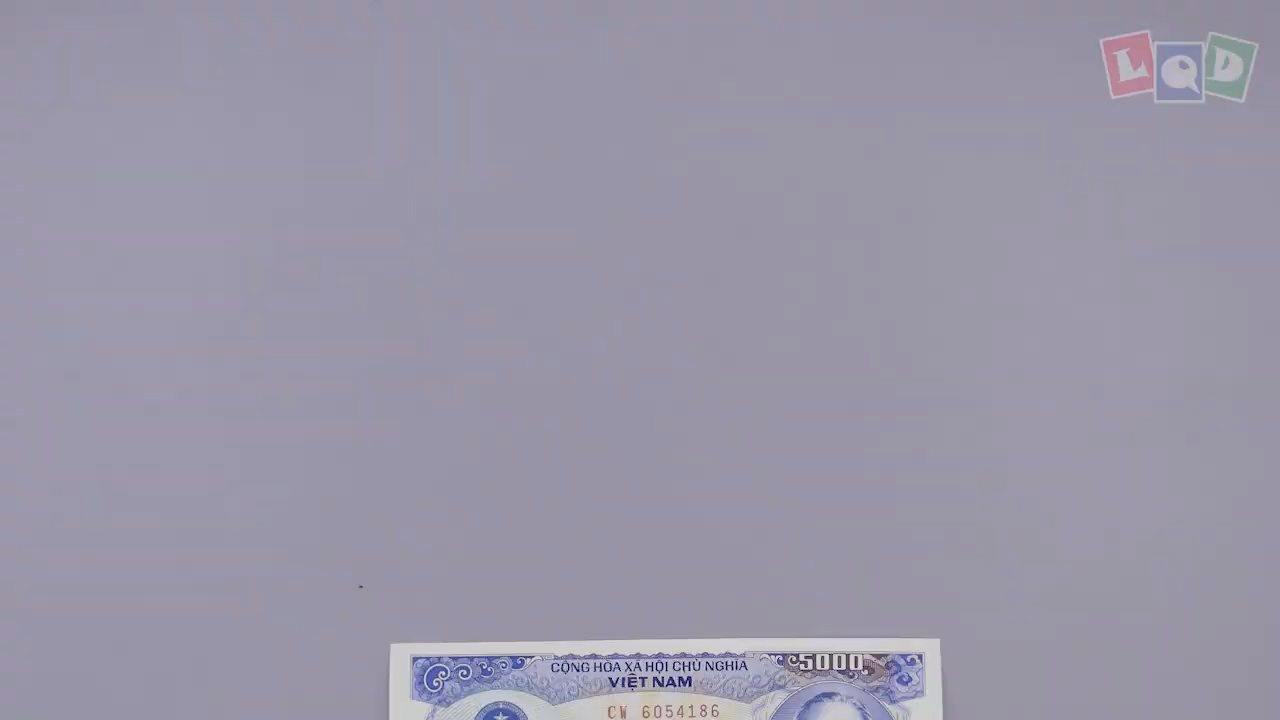 LQD
CỘNG HÒA XÃ HỘI CHỦ NGHĨA
5000
VIỆT NAM
CW 6054186